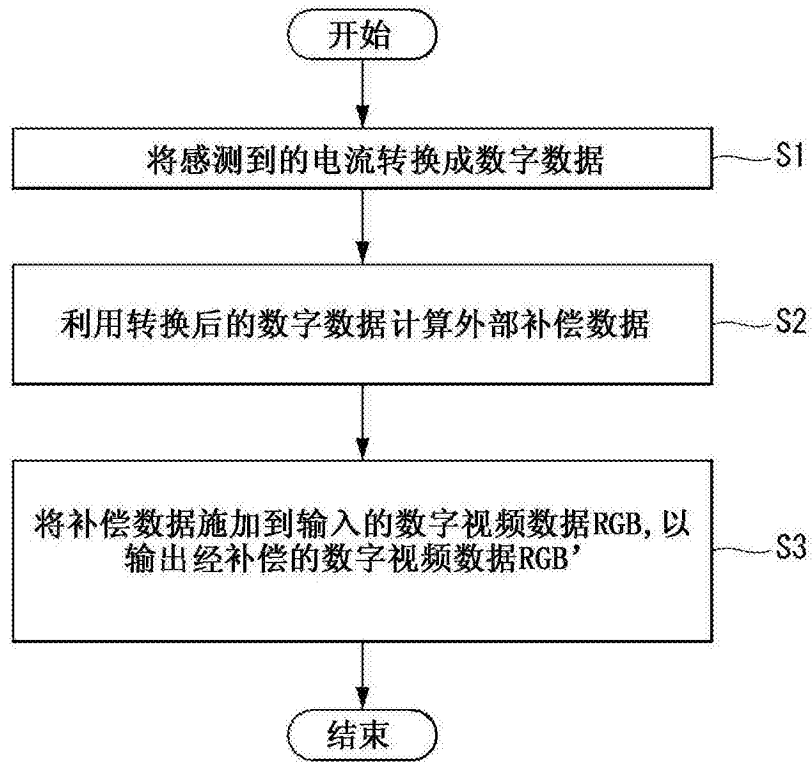 开始
将感测到的电流转换成数字数据
S1
利用转换后的数字数据计算外部补偿数据
S2
将补偿数据施加到输入的数字视频数据RGB,以
输出经补偿的数字视频数据RGB’
S3
结束